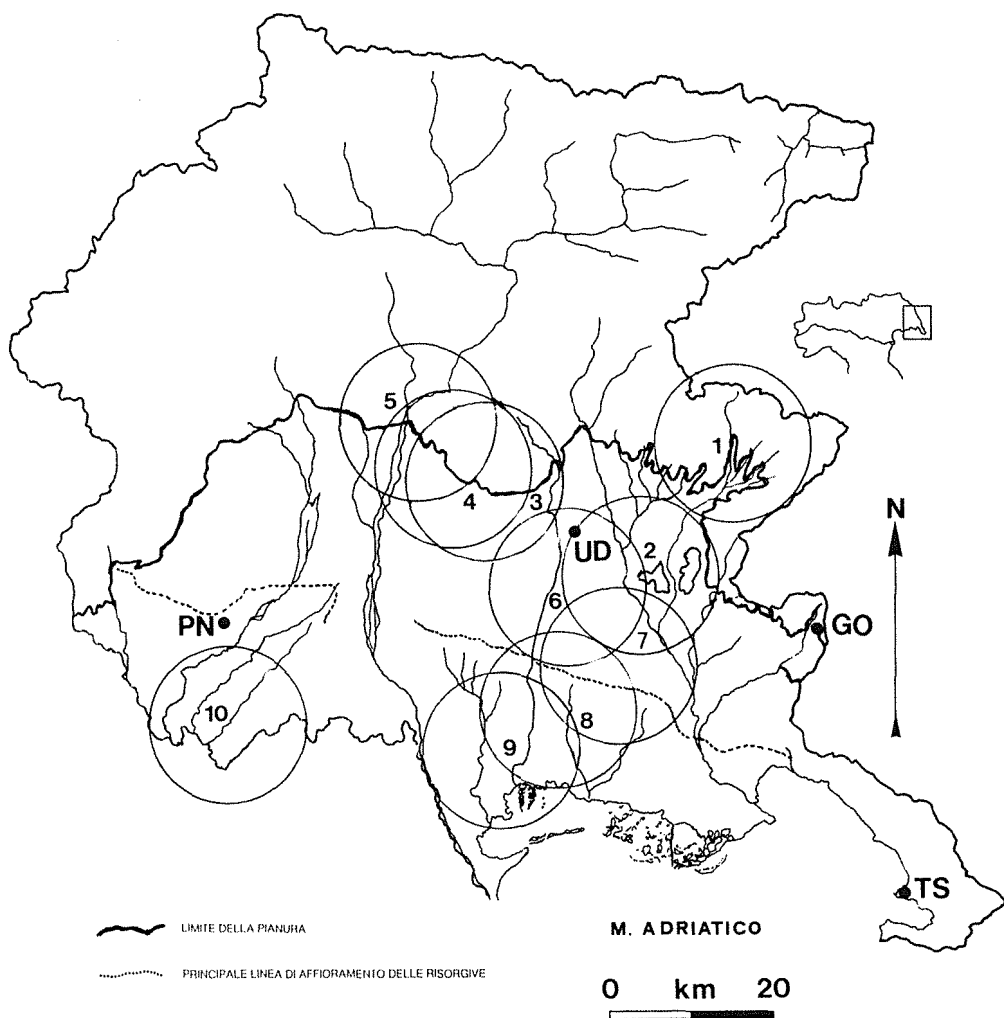 5
1
4
3
N
UD
2
6
PN
GO
7
10
8
9
TS
LIMITE DELLA PIANURA
M. ADRIATICO
PRINCIPALE LINEA DI AFFIORAMENTO DELLE RISORGIVE
0 km 20